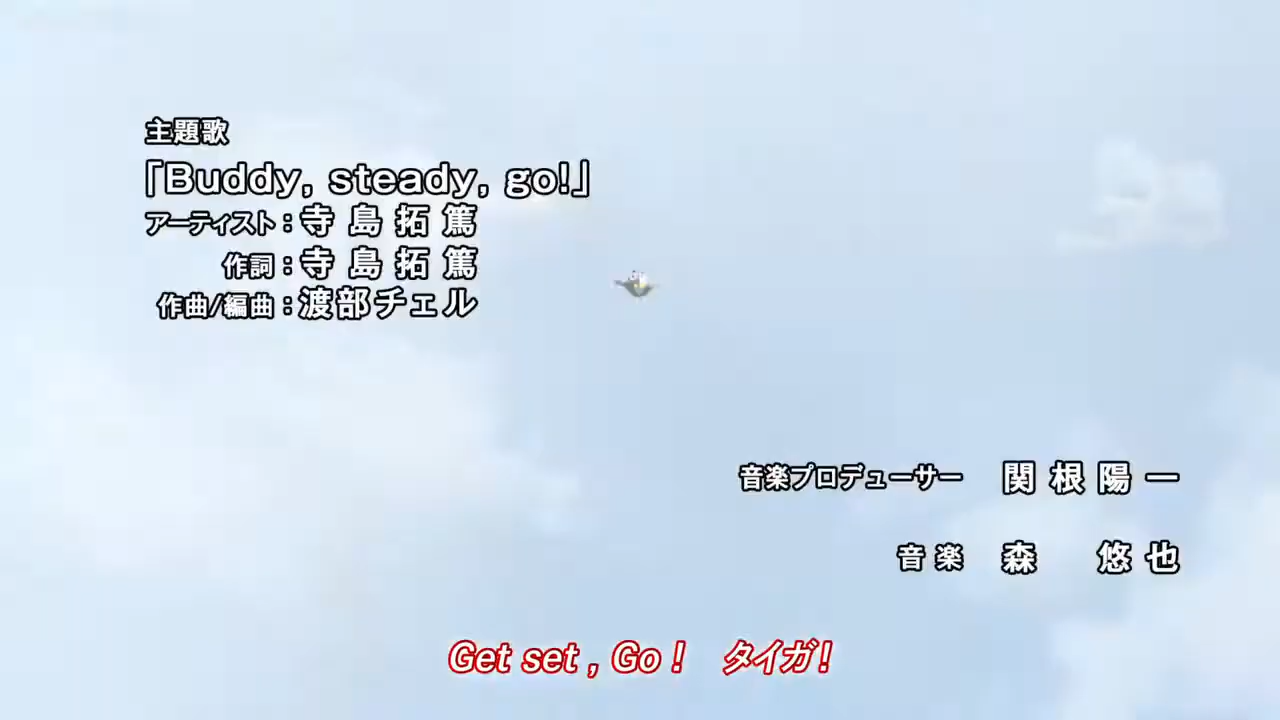 主題歌
「Buddy, steady, go!」
アーティスト：寺島拓篤
作詞：寺島拓篤
作曲/編曲：渡部チェル
音楽プロデューサー　関根陽一
音楽　森　悠也
Get set , Go !　タイガ!